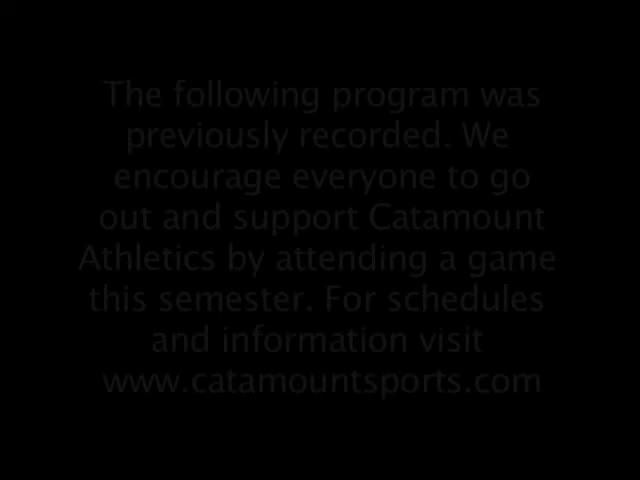 The following program was
previously recorded. We
encourage everyone to go
out and support Catamount
Athletics by attending a game
this semester. For schedules
and information visit
www.catamountsports.com